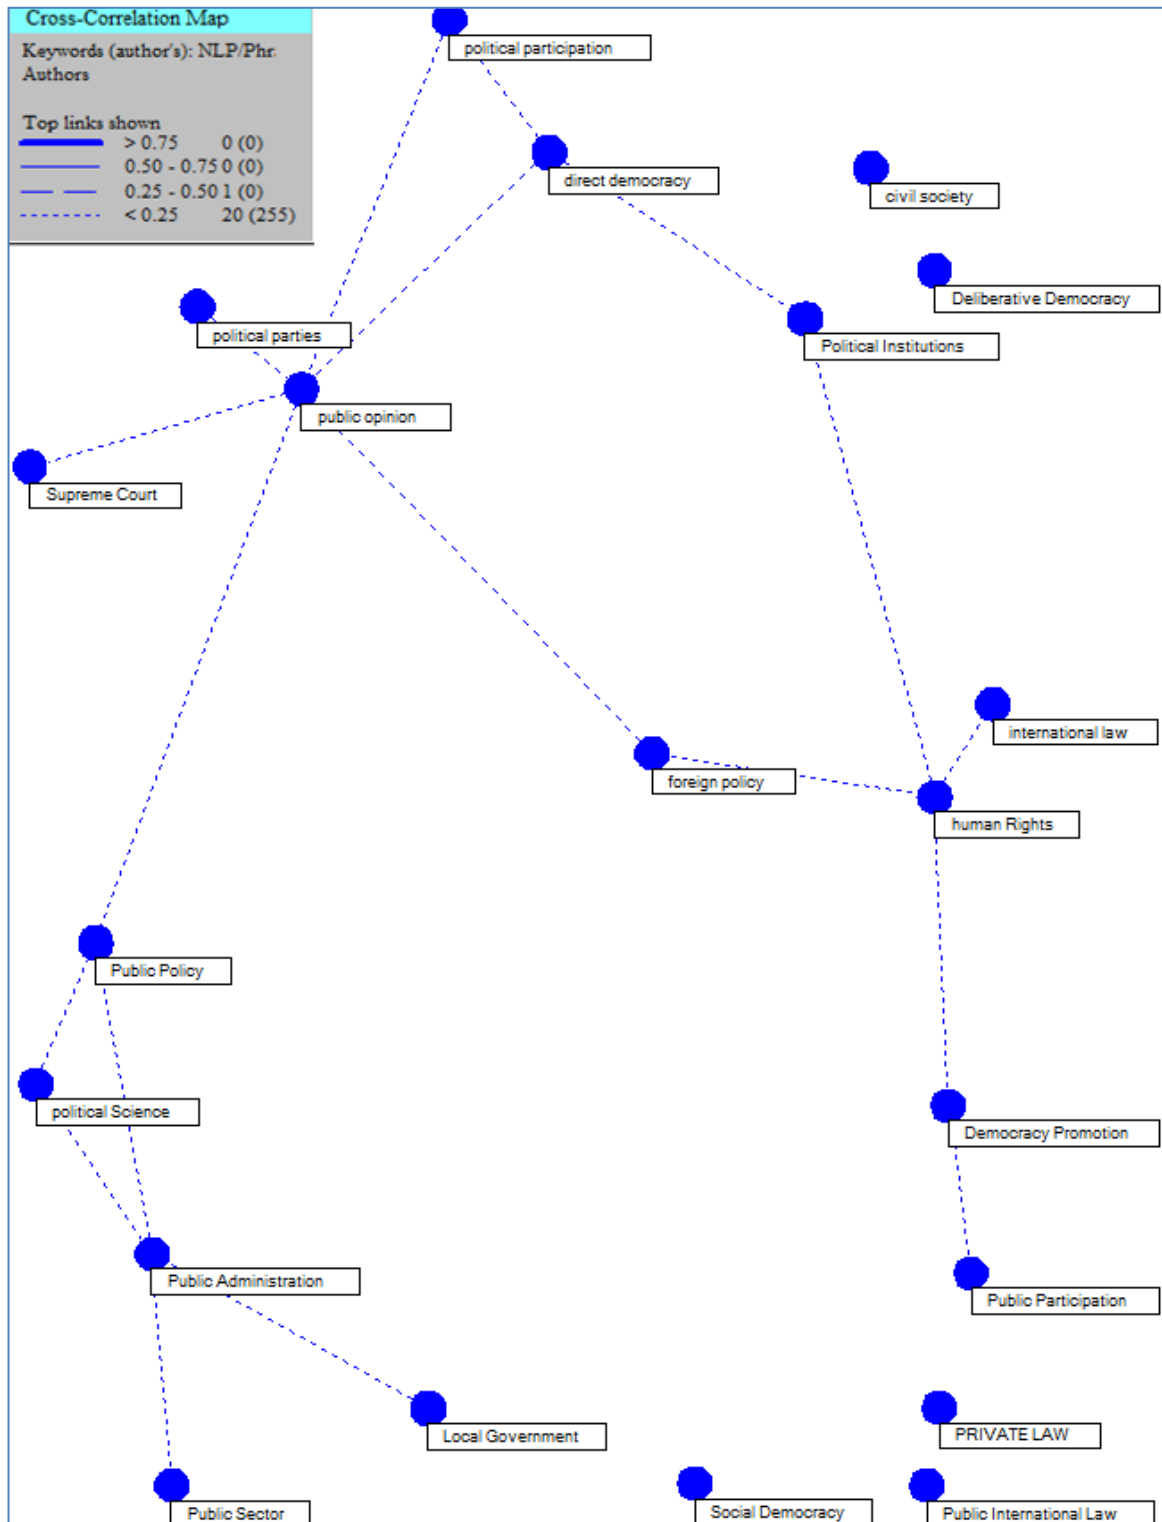 Cross-Correlation Map
Keywords (author's): NLP/Phr
Authors
Top links shown
> 0.75 0 (0)
0.50 - 0.75 0 (0)
0.25 - 0.50 1 (0)
< 0.25 20 (255)
political participation
direct democracy
civil society
Deliberative Democracy
political parties
Political Institutions
public opinion
Supreme Court
international law
foreign policy
human Rights
Public Policy
political Science
Democracy Promotion
Public Administration
Public Participation
Local Government
PRIVATE LAW
Public Sector
Social Democracy
Public International Law